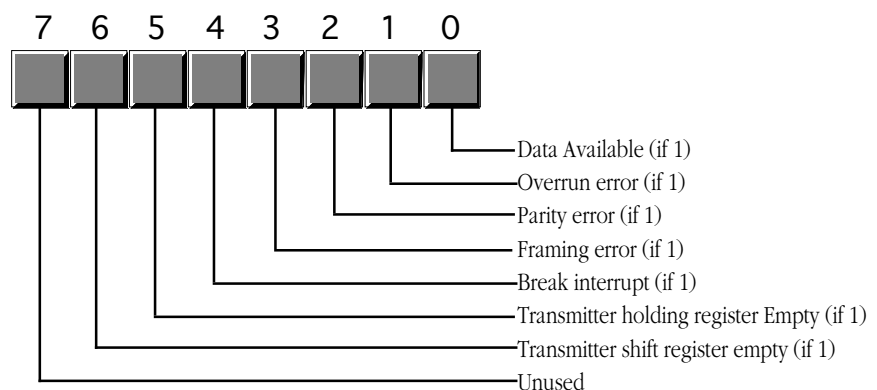 7 6 5 4 3 2 1 0
Data Available (if 1)
Overrun error (if 1)
Parity error (if 1)
Framing error (if 1)
Break interrupt (if 1)
Transmitter holding register Empty (if 1)
Transmitter shift register empty (if 1)
Unused